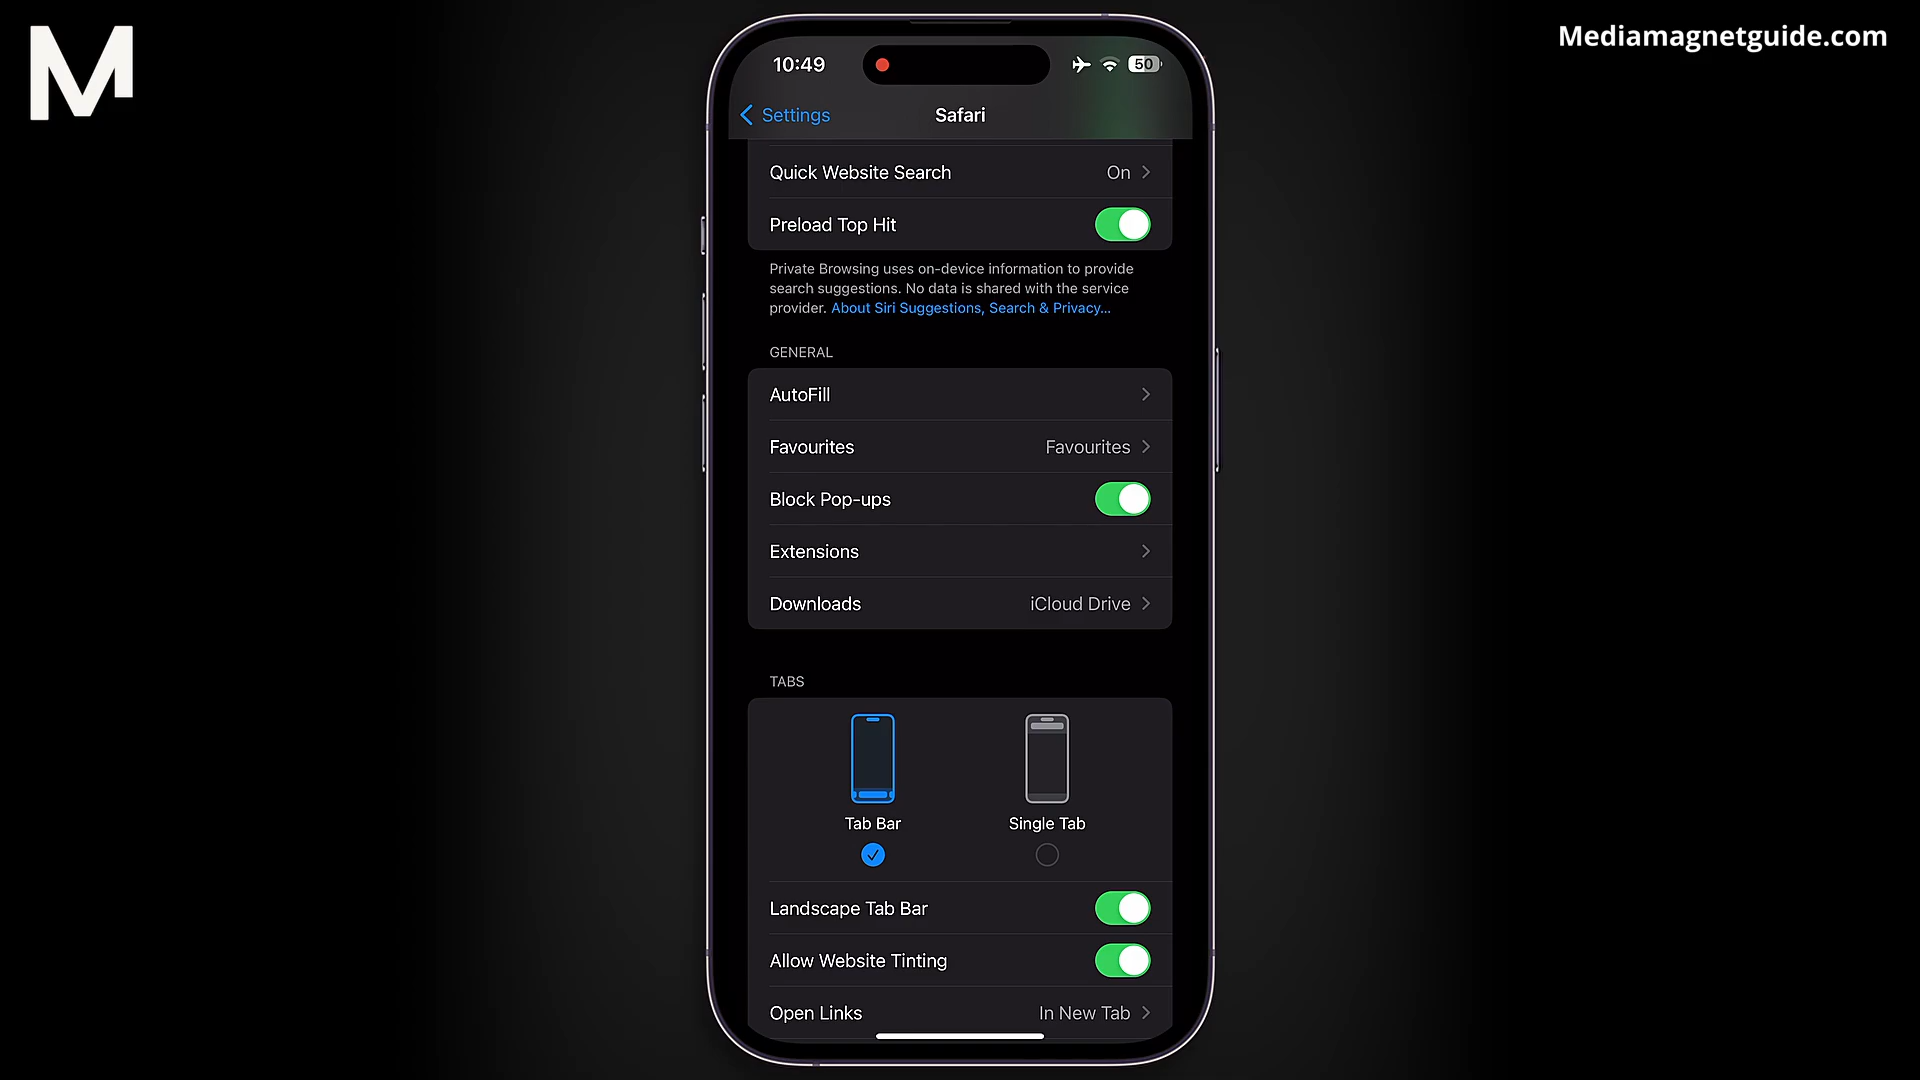 M
Mediamagnetguide.com
10:49
50
Settings
Safari
Quick Website Search
On
Preload Top Hit
Private Browsing uses on-device information to provide
search suggestions. No data is shared with the service
provider. About Siri Suggestions, Search & Privacy...
GENERAL
AutoFill
Favourites
Favourites
Block Pop-ups
Extensions
Downloads
iCloud Drive
TABS
Tab Bar
Single Tab
Landscape Tab Bar
Allow Website Tinting
Open Links
In New Tab